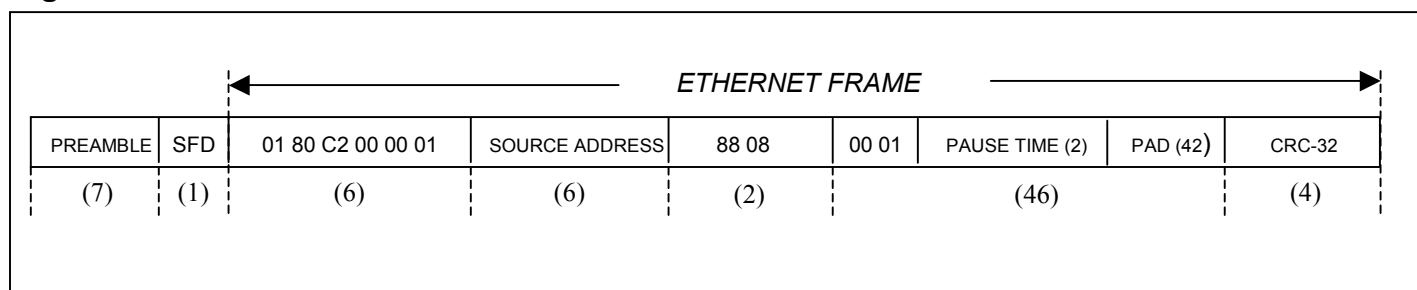 ETHERNET FRAME
PREAMBLE SFD 01 80 C2 00 00 01 SOURCE ADDRESS 88 08 00 01 PAUSE TIME (2) PAD (42) CRC-32
(7) (1) (6) (6) (2) (46) (4)